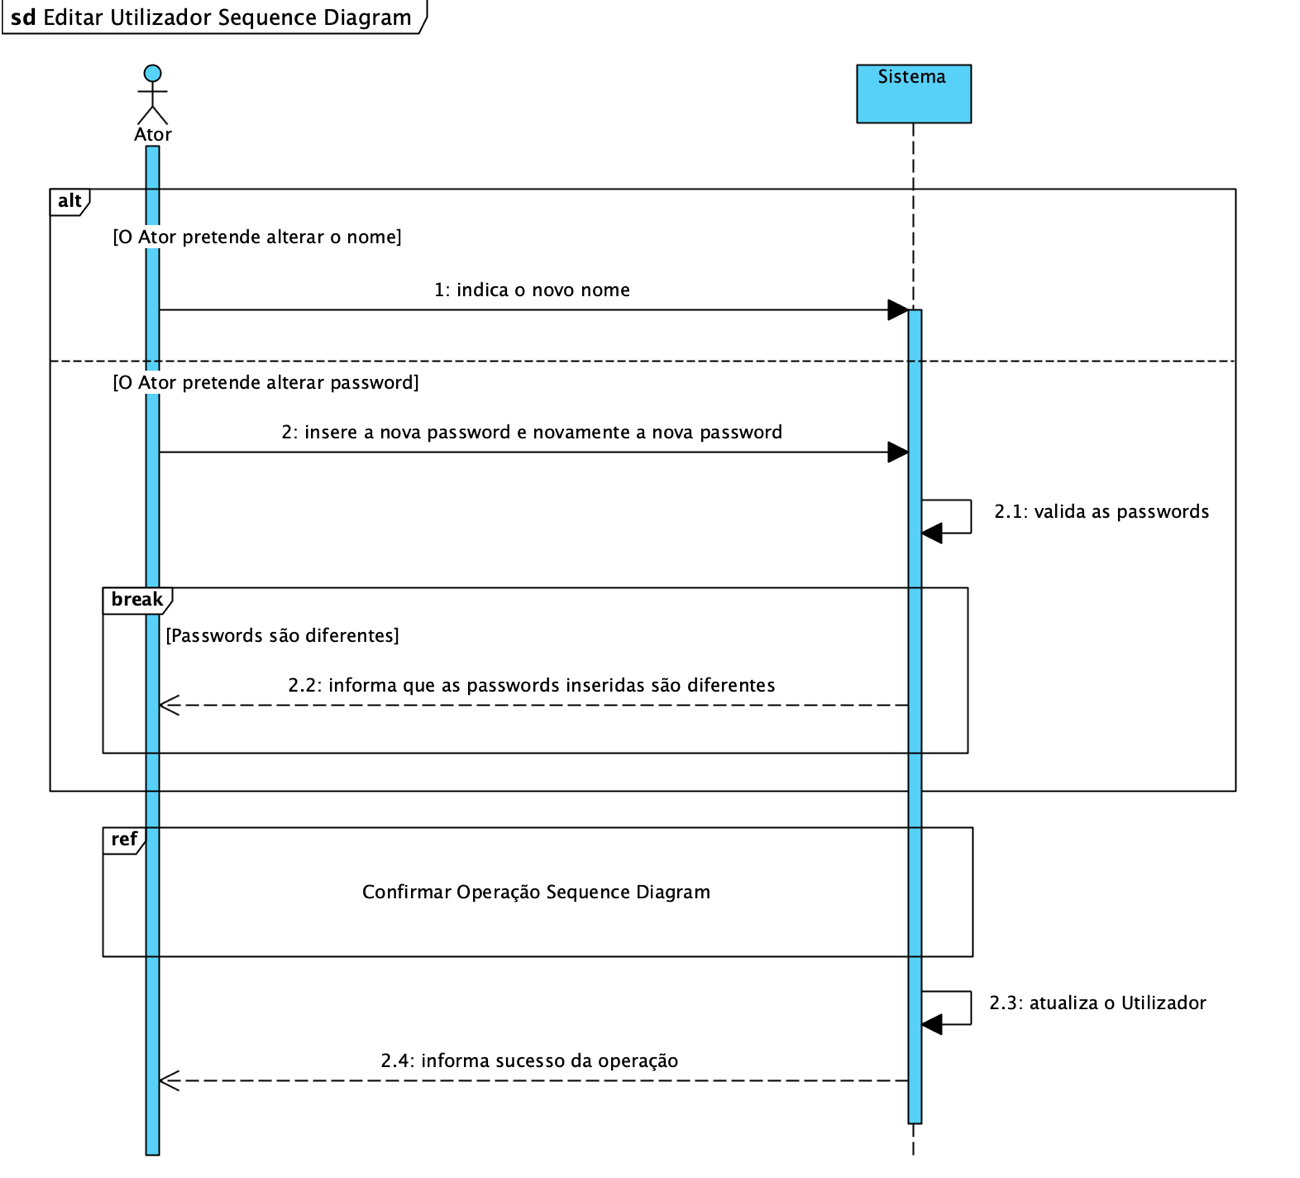 sd Editar Utilizador Sequence Diagram
Ator
Sistema
alt
[O Ator pretende alterar o nome]
1: indica o novo nome
[O Ator pretende alterar password]
2: insere a nova password e novamente a nova password
2.1: valida as passwords
break
[Passwords são diferentes]
2.2: informa que as passwords inseridas são diferentes
ref
Confirmar Operação Sequence Diagram
2.3: atualiza o Utilizador
2.4: informa sucesso da operação